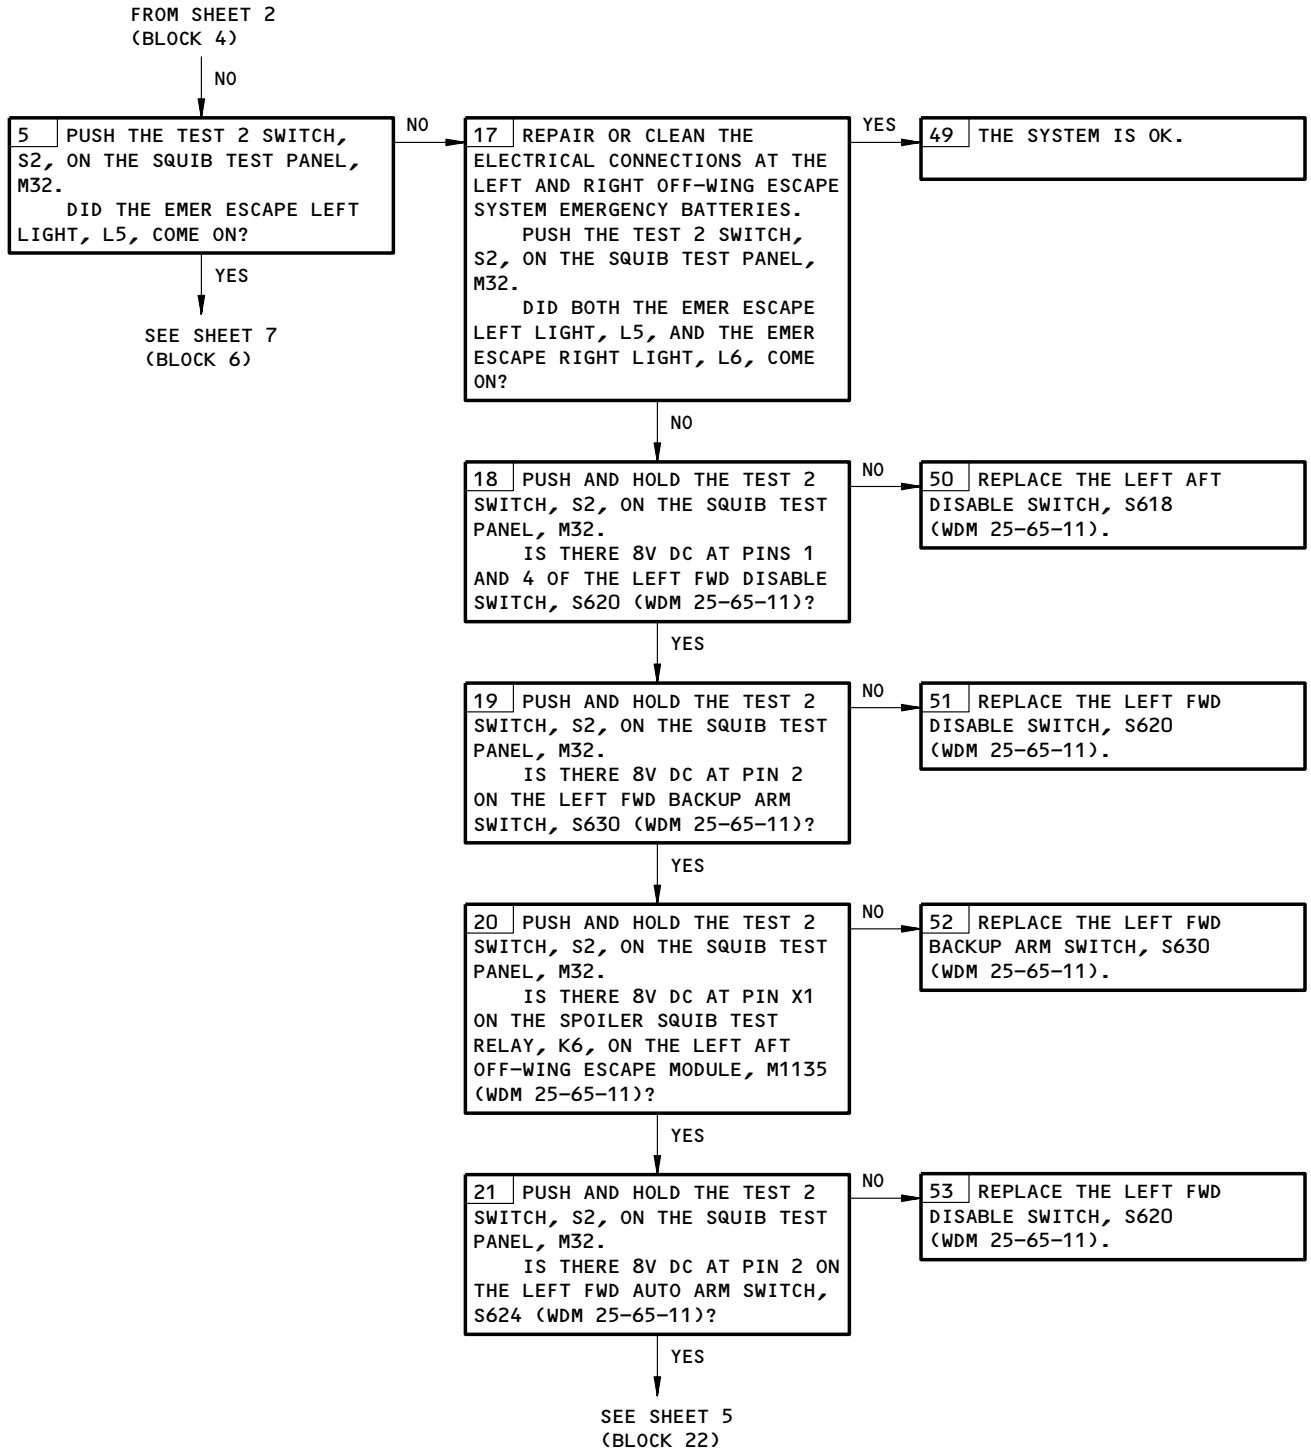 FROM SHEET 2
(BLOCK 4)
NO
5 PUSH THE TEST 2 SWITCH,
S2, ON THE SQUIB TEST PANEL,
M32.
DID THE EMER ESCAPE LEFT
LIGHT, L5, COME ON?
NO
YES
SEE SHEET 7
(BLOCK 6)
17 REPAIR OR CLEAN THE
ELECTRICAL CONNECTIONS AT THE
LEFT AND RIGHT OFF-WING ESCAPE
SYSTEM EMERGENCY BATTERIES.
PUSH THE TEST 2 SWITCH,
S2, ON THE SQUIB TEST PANEL,
M32.
DID BOTH THE EMER ESCAPE
LEFT LIGHT, L5, AND THE EMER
ESCAPE RIGHT LIGHT, L6, COME
ON?
YES
49 THE SYSTEM IS OK.
NO
18 PUSH AND HOLD THE TEST 2
SWITCH, S2, ON THE SQUIB TEST
PANEL, M32.
IS THERE 8V DC AT PINS 1
AND 4 OF THE LEFT FWD DISABLE
SWITCH, S620 (WDM 25-65-11)?
NO
50 REPLACE THE LEFT AFT
DISABLE SWITCH, S618
(WDM 25-65-11).
YES
19 PUSH AND HOLD THE TEST 2
SWITCH, S2, ON THE SQUIB TEST
PANEL, M32.
IS THERE 8V DC AT PIN 2
ON THE LEFT FWD BACKUP ARM
SWITCH, S630 (WDM 25-65-11)?
NO
51 REPLACE THE LEFT FWD
DISABLE SWITCH, S620
(WDM 25-65-11).
YES
20 PUSH AND HOLD THE TEST 2
SWITCH, S2, ON THE SQUIB TEST
PANEL, M32.
IS THERE 8V DC AT PIN X1
ON THE SPOILER SQUIB TEST
RELAY, K6, ON THE LEFT AFT
OFF-WING ESCAPE MODULE, M1135
(WDM 25-65-11)?
NO
52 REPLACE THE LEFT FWD
BACKUP ARM SWITCH, S630
(WDM 25-65-11).
YES
21 PUSH AND HOLD THE TEST 2
SWITCH, S2, ON THE SQUIB TEST
PANEL, M32.
IS THERE 8V DC AT PIN 2 ON
THE LEFT FWD AUTO ARM SWITCH,
S624 (WDM 25-65-11)?
NO
53 REPLACE THE LEFT FWD
DISABLE SWITCH, S620
(WDM 25-65-11).
YES
SEE SHEET 5
(BLOCK 22)